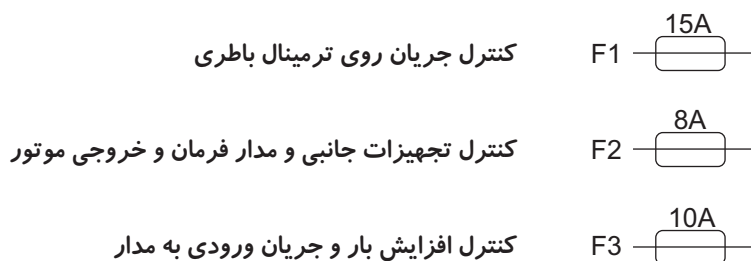 15A
کنترل جریان روی ترمینال باطری F1
8A
کنترل تجهیزات جانبی و مدار فرمان و خروجی موتور F2
10A
کنترل افزایش بار و جریان ورودی به مدار F3